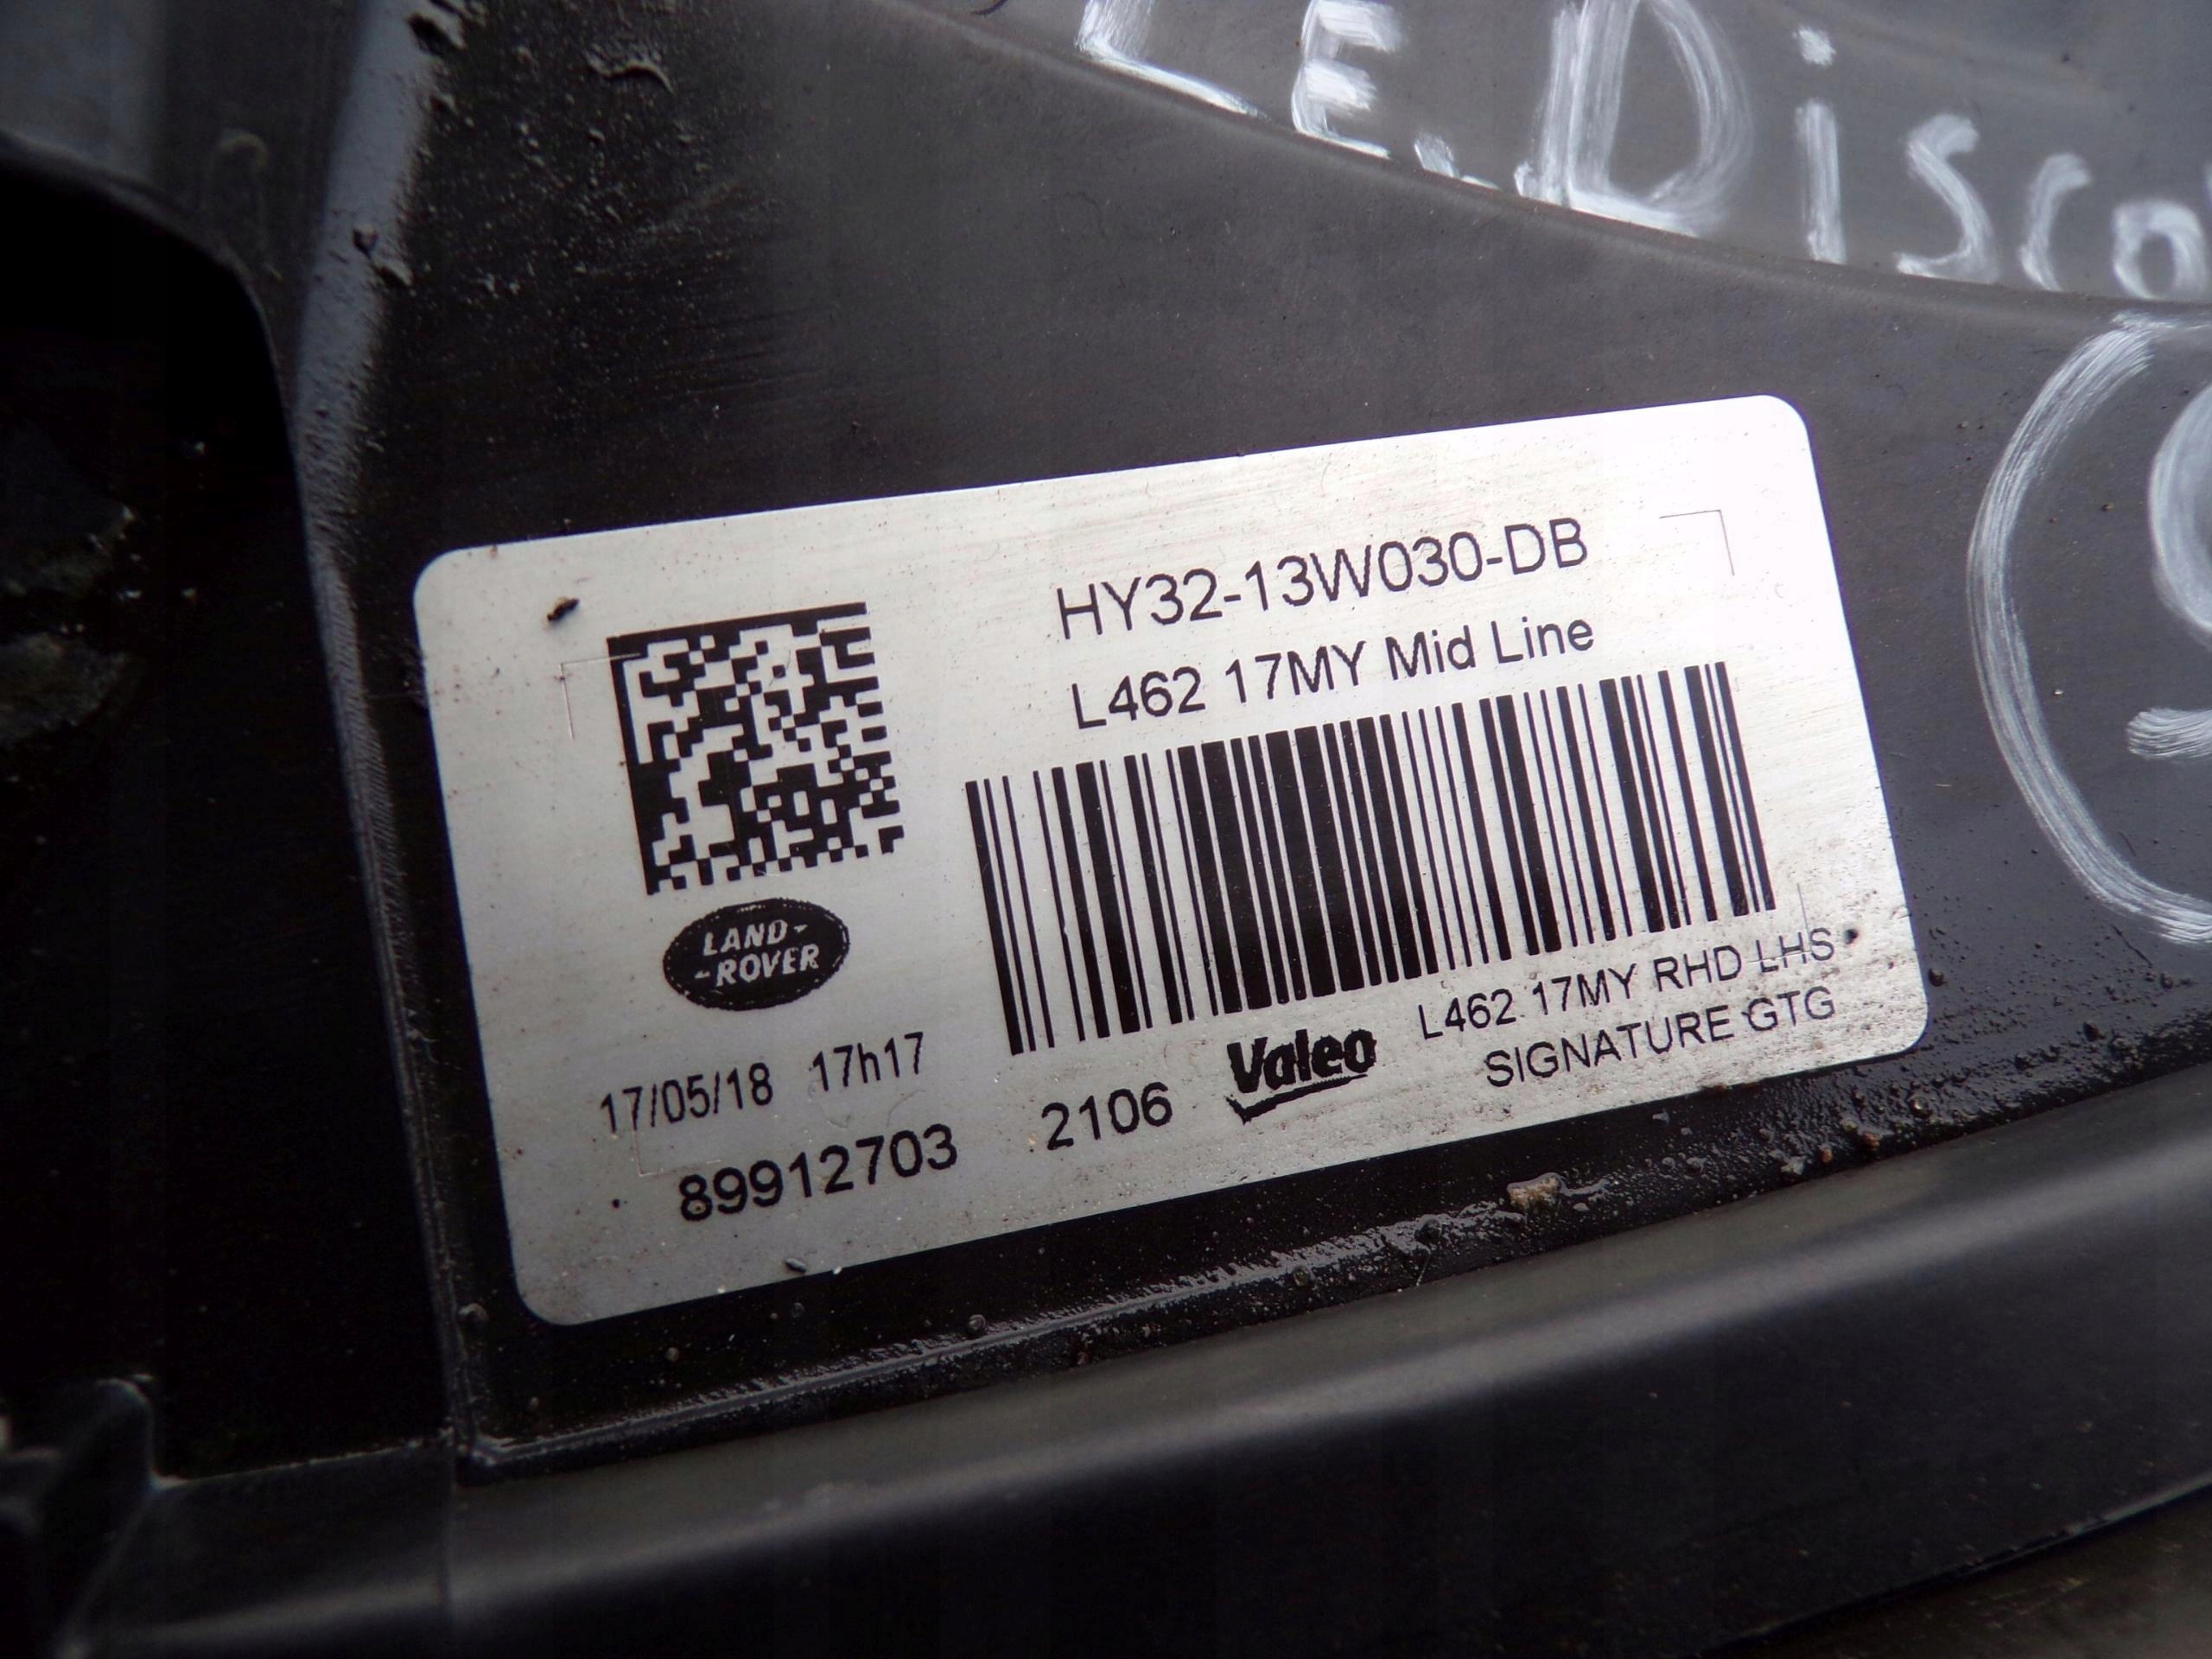 HY32-13W030-DB
L462 17MY Mid Line
LAND-
-ROVER
17/05/18 17h17
Valeo
L462 17MY RHD LHS
SIGNATURE GTG
89912703 2106